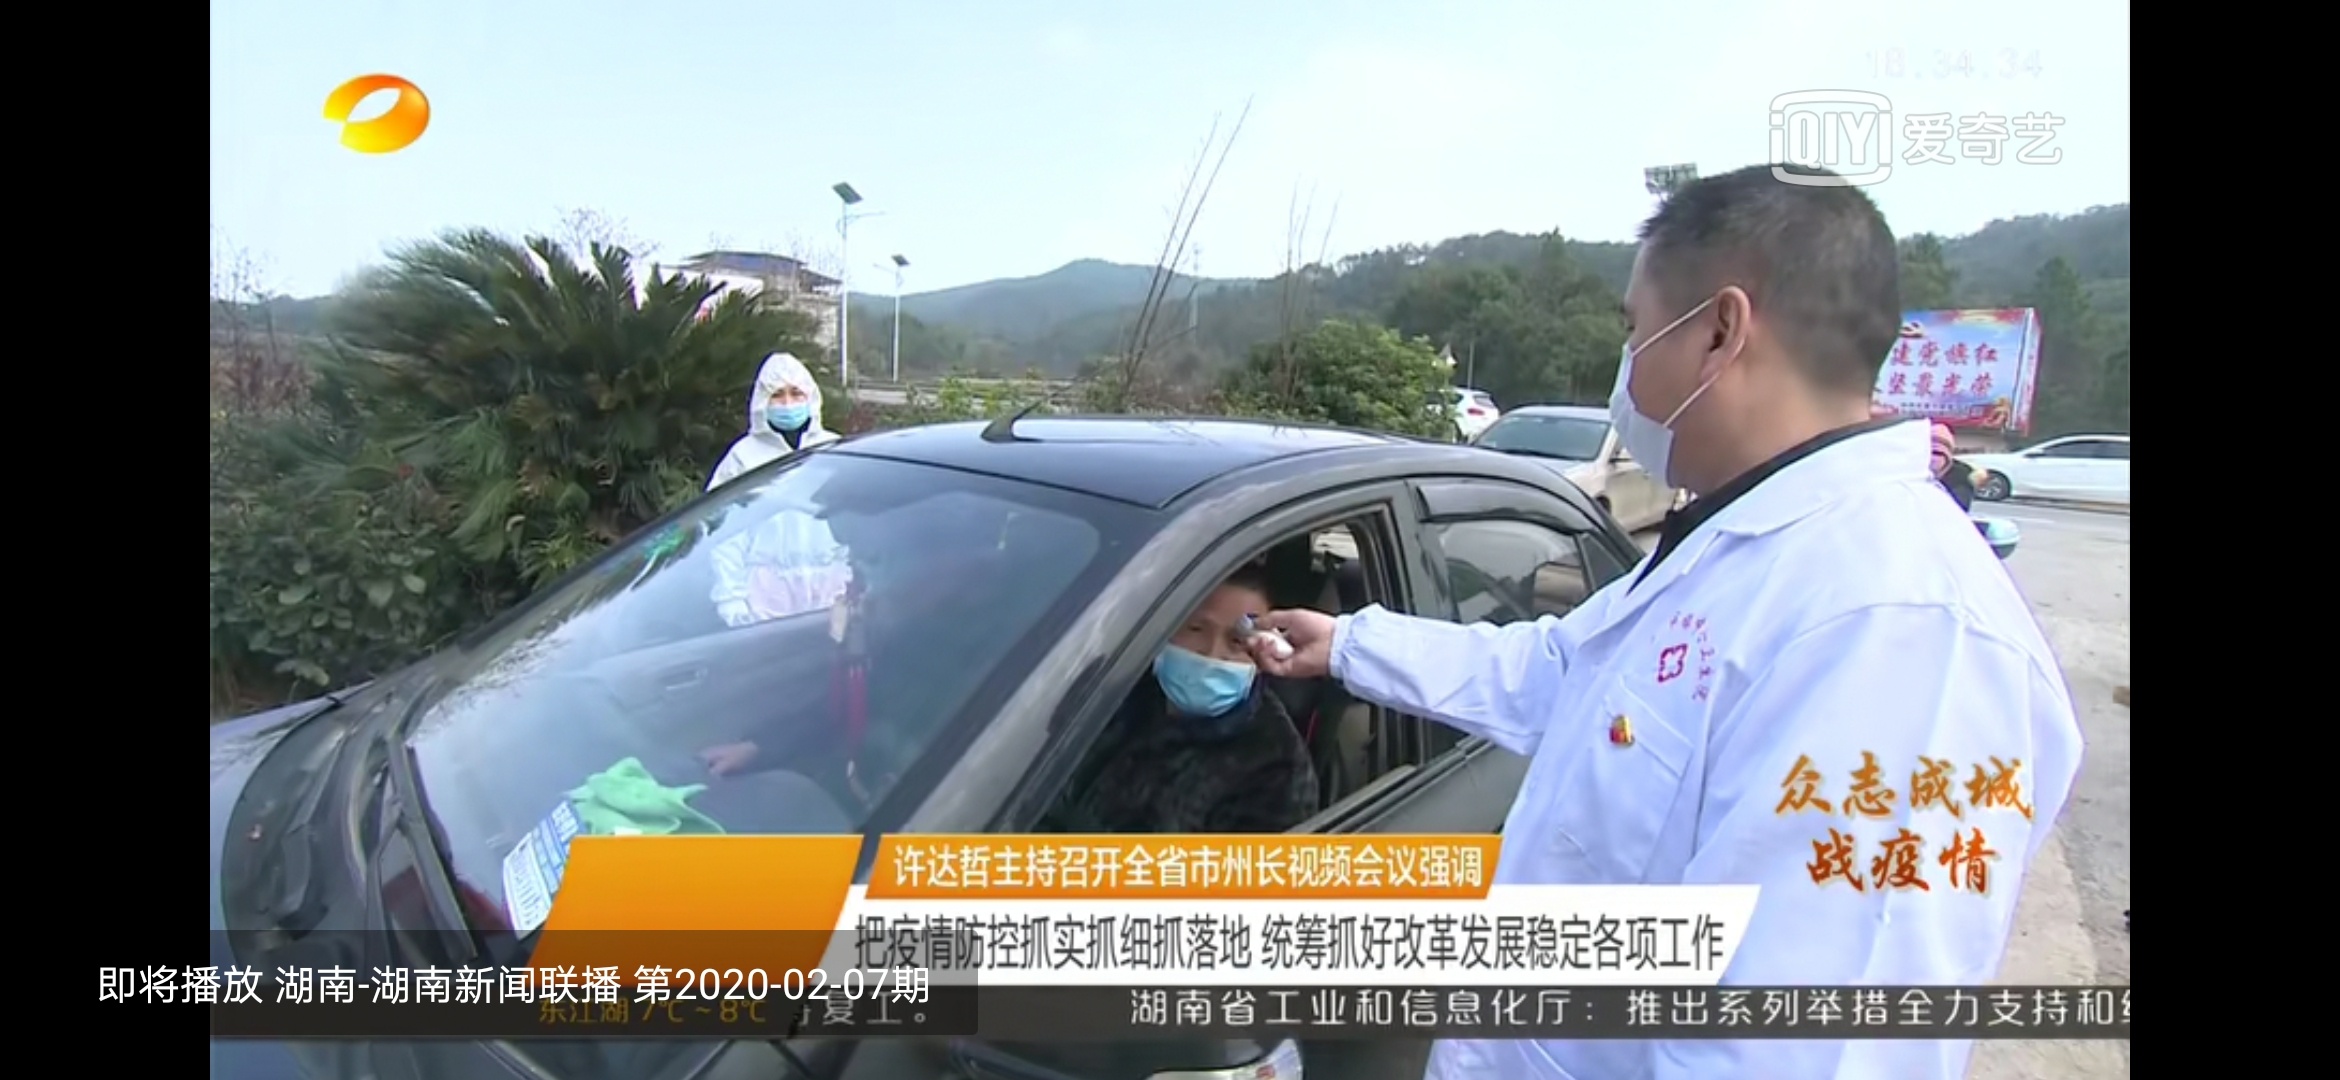 18:34:34
iQIYI 爱奇艺
建党旗红
众志成城
战疫情
许达哲主持召开全省市州长视频会议强调
把疫情防控抓实抓细抓落地 统筹抓好改革发展稳定各项工作
即将播放 湖南-湖南新闻联播 第2020-02-07期
东江湖 7℃~8℃
复工。 湖南省工业和信息化厅：推出系列举措全力支持和